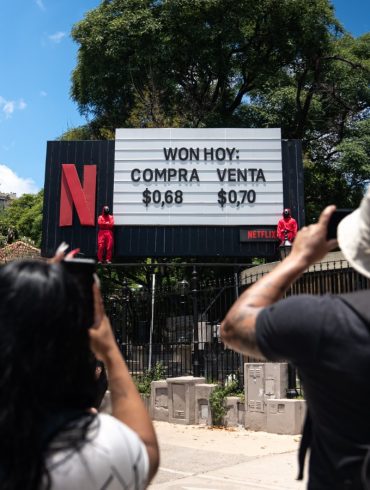 WON HOY:
COMPRA VENTA
$0,68 $0,70
N
NETFLIX